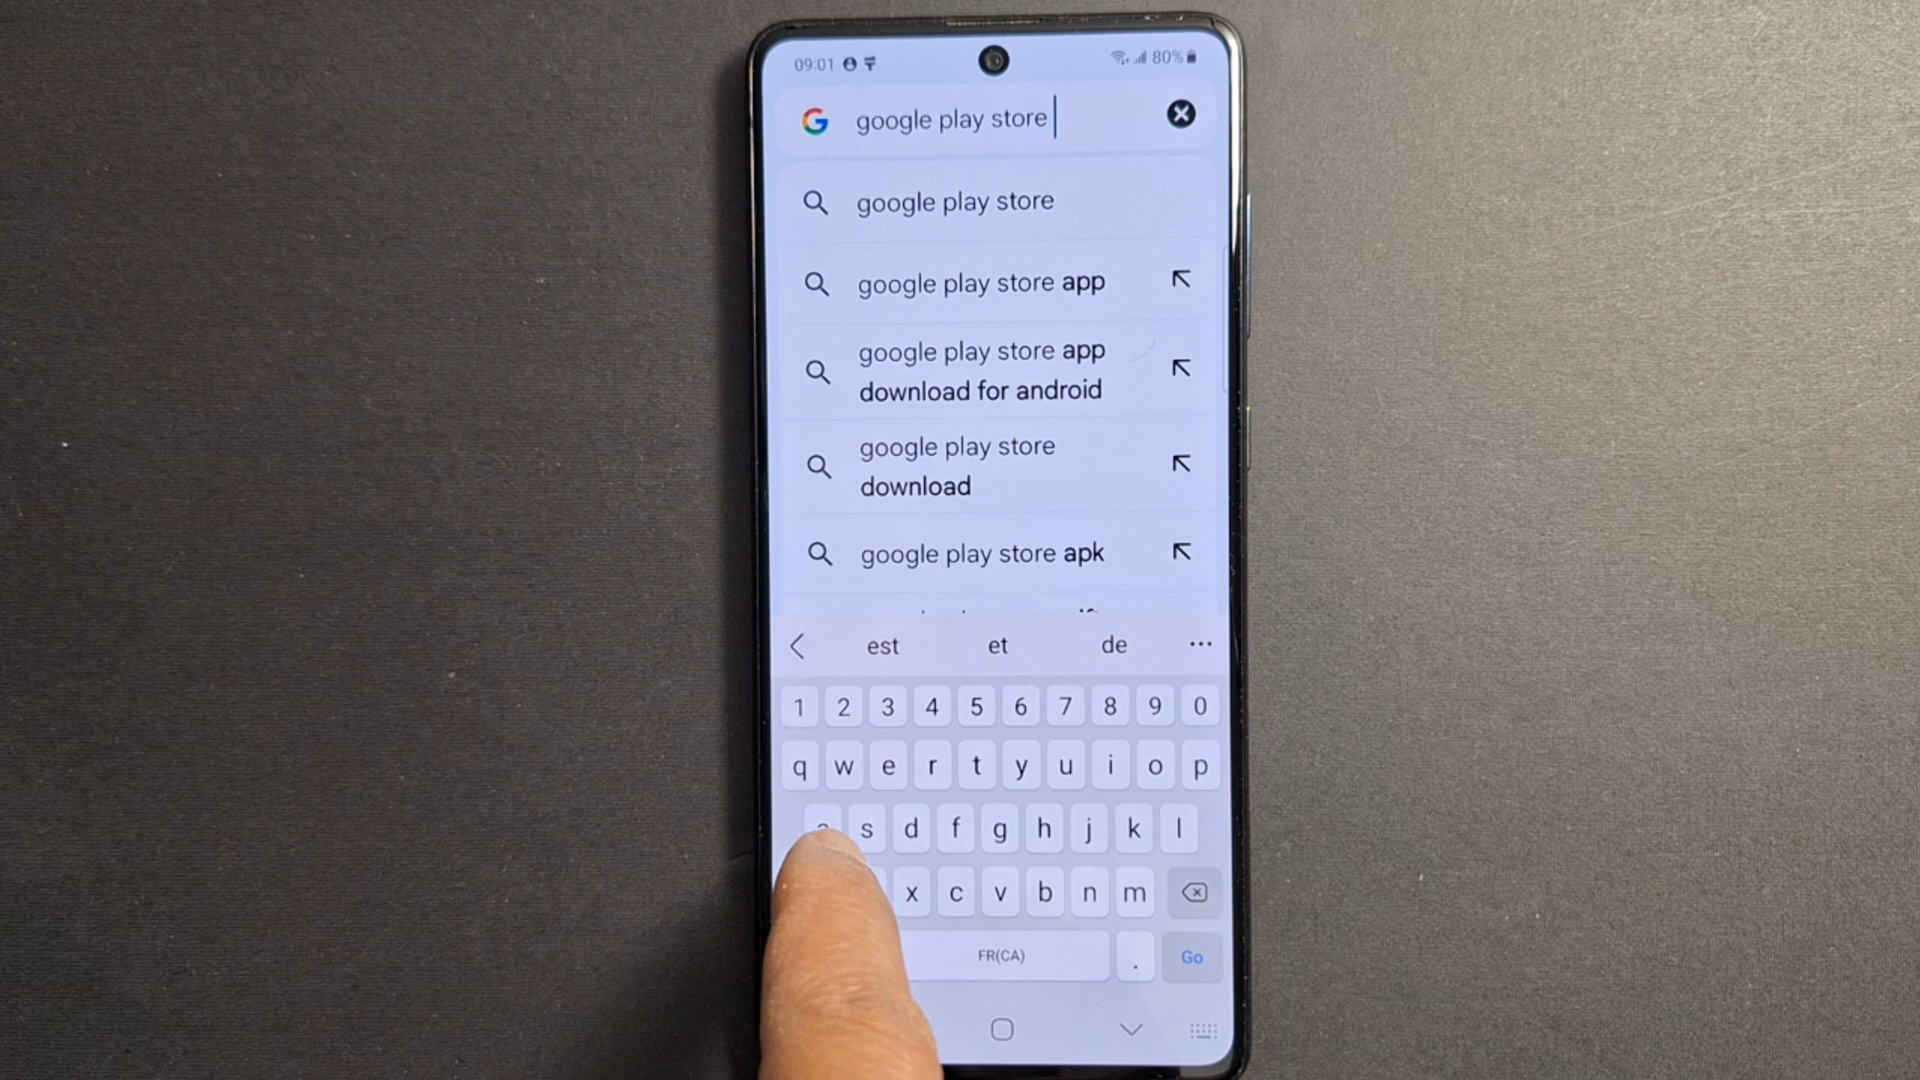 09:01 80%
google play store
google play store
google play store app
google play store app
download for android
google play store
download
google play store apk
est et de ...
1 2 3 4 5 6 7 8 9 0
q w e r t y u i o p
s d f g h j k l
x c v b n m
FR(CA) . Go